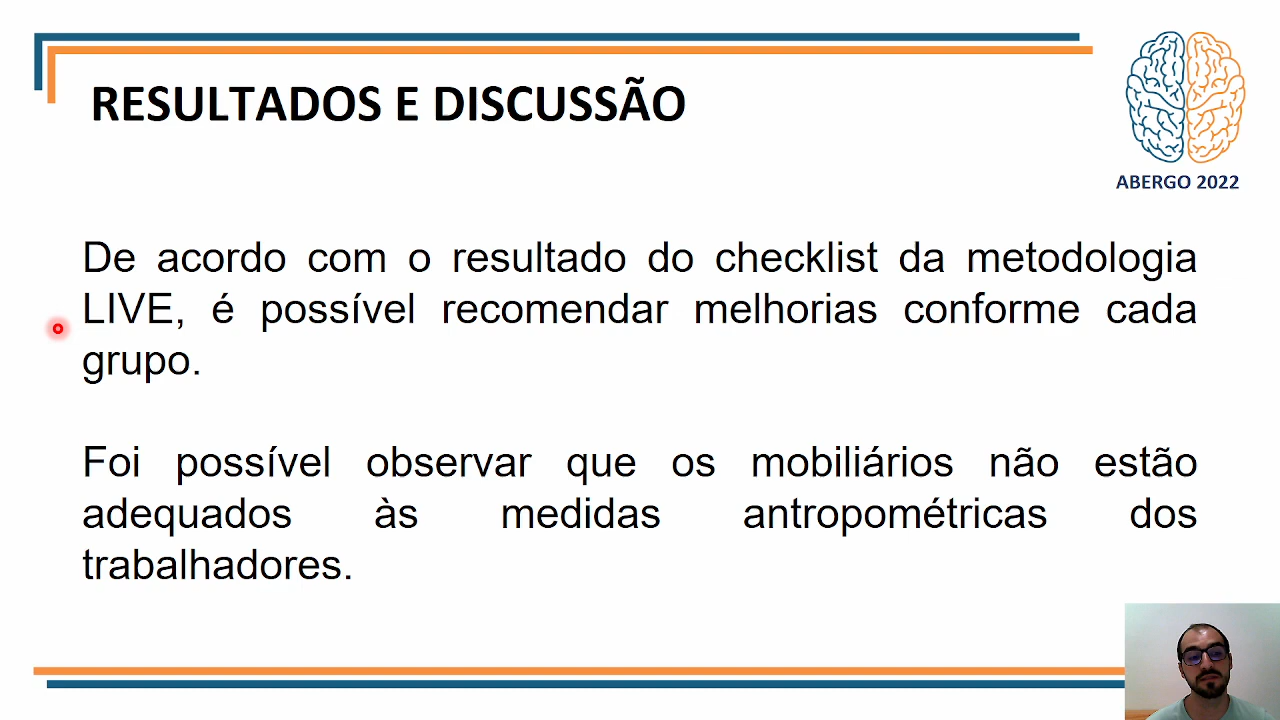 RESULTADOS E DISCUSSÃO
ABERGO 2022
De acordo com o resultado do checklist da metodologia
LIVE, é possível recomendar melhorias conforme cada
grupo.
Foi possível observar que os mobiliários não estão
adequados às medidas antropométricas dos
trabalhadores.